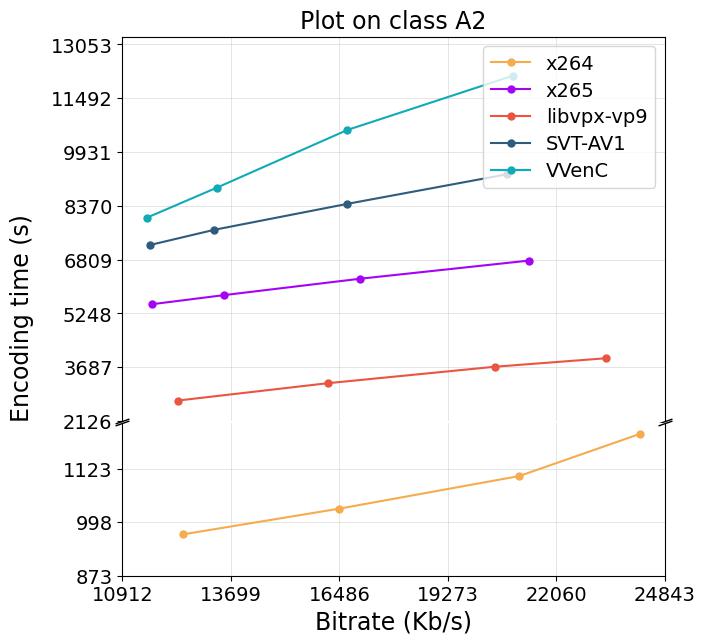 Plot on class A2
x264
x265
libvpx-vp9
SVT-AV1
VVenC
Encoding time (s)
13053
11492
9931
8370
6809
5248
3687
2126
1123
998
873
10912 13699 16486 19273 22060 24843
Bitrate (Kb/s)